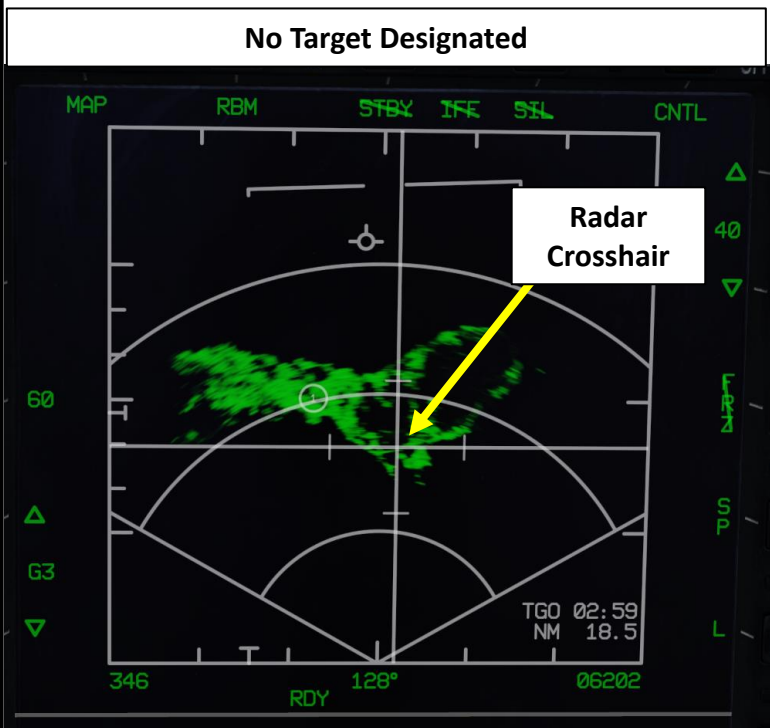 No Target Designated
MAP RBM STBY IFF SIL CNTL
Radar
Crosshair
40
1
60
FRZ
SP
G3
TGO 02:59
NM 18.5
L
346 128° 06202
RDY